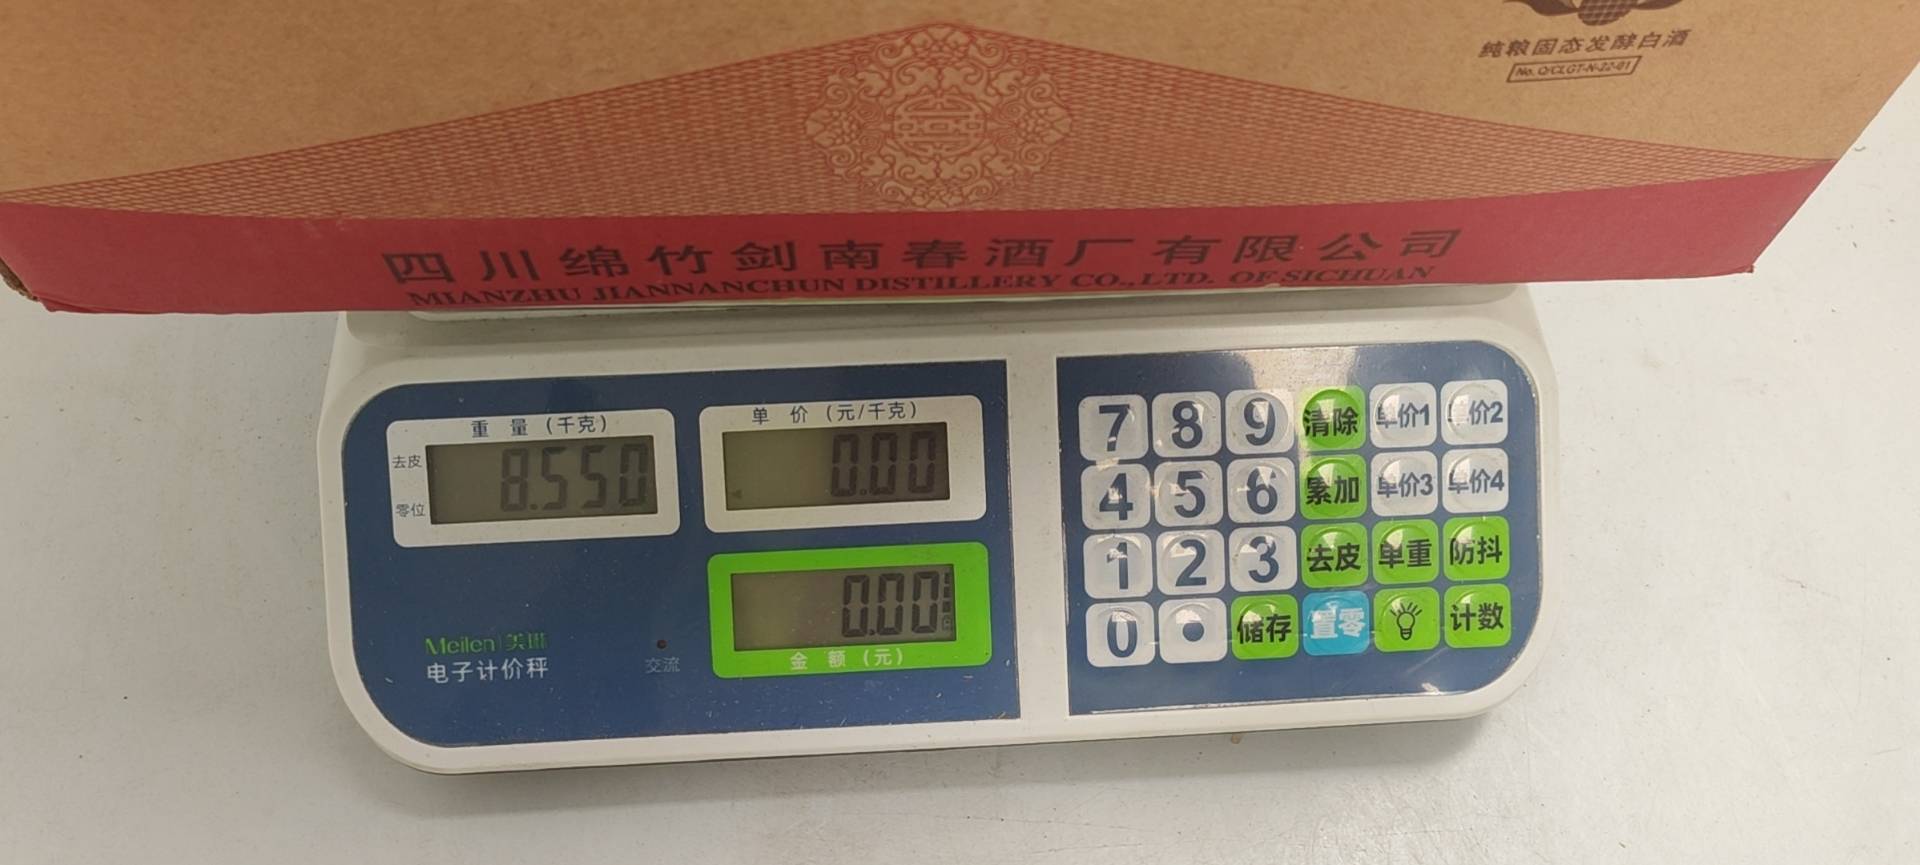 纯粮固态发酵白酒
No. Q/CLGT-N-22-01
四川绵竹剑南春酒厂有限公司
MIANZHU JIANNANCHUN DISTILLERY CO., LTD. OF SICHUAN
重 量 (千克)
去皮
零位
8.550
单 价 (元/千克)
0.00
0.00
金 额 (元)
Meilen 美琳
电子计价秤
交流
7 8 9 清除 单价1 单价2
4 5 6 累加 单价3 单价4
1 2 3 去皮 单重 防抖
0 • 储存 置零 计数